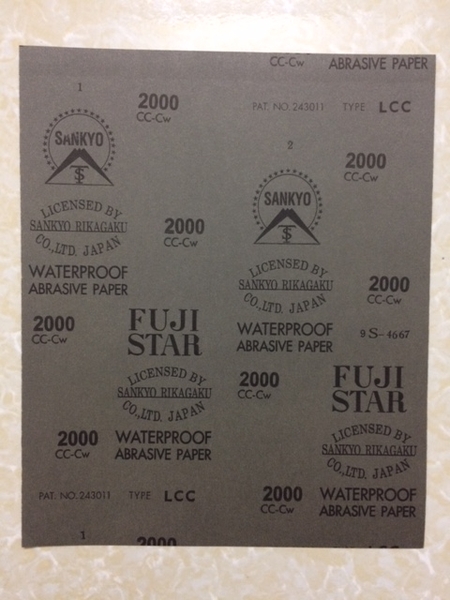 CC-Cw
ABRASIVE PAPER
1
2000
CC-Cw
PAT. NO. 243011 TYPE LCC
SANKYO
2
2000
CC-Cw
SANKYO
LICENSED BY
SANKYO RIKAGAKU
CO.,LTD. JAPAN
2000
CC-Cw
WATERPROOF
ABRASIVE PAPER
LICENSED BY
SANKYO RIKAGAKU
CO.,LTD. JAPAN
2000
CC-Cw
2000
CC-Cw
FUJI
STAR
WATERPROOF
ABRASIVE PAPER
9 S-4667
LICENSED BY
SANKYO RIKAGAKU
CO.,LTD. JAPAN
2000
CC-Cw
FUJI
STAR
2000
CC-Cw
WATERPROOF
ABRASIVE PAPER
LICENSED BY
SANKYO RIKAGAKU
CO.,LTD. JAPAN
PAT. NO. 243011 TYPE LCC
2000
CC-Cw
WATERPROOF
ABRASIVE PAPER
1
2000